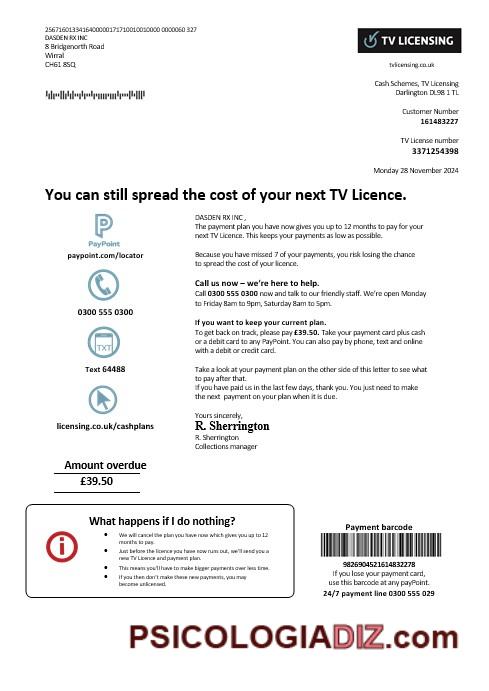 256716013341640000017171710010010000 0000060 327
DASDEN RX INC
8 Bridgenorth Road
Wirral
CH61 8SQ
TV LICENSING
tvlicensing.co.uk
Cash Schemes, TV Licensing
Darlington DL98 1 TL
Customer Number
161483227
TV License number
3371254398
Monday 28 November 2024
You can still spread the cost of your next TV Licence.
PayPoint
paypoint.com/locator
0300 555 0300
TXT
Text 64488
licensing.co.uk/cashplans
Amount overdue
£39.50
DASDEN RX INC ,
The payment plan you have now gives you up to 12 months to pay for your
next TV Licence. This keeps your payments as low as possible.
Because you have missed 7 of your payments, you risk losing the chance
to spread the cost of your licence.
Call us now – we're here to help.
Call 0300 555 0300 now and talk to our friendly staff. We're open Monday
to Friday 8am to 9pm, Saturday 8am to 5pm.
If you want to keep your current plan.
To get back on track, please pay £39.50. Take your payment card plus cash
or a debit card to any PayPoint. You can also pay by phone, text and online
with a debit or credit card.
Take a look at your payment plan on the other side of this letter to see what
to pay after that.
If you have paid us in the last few days, thank you. You just need to make
the next payment on your plan when it is due.
Yours sincerely,
R. Sherrington
R. Sherrington
Collections manager
What happens if I do nothing?
• We will cancel the plan you have now which gives you up to 12
months to pay.
• Just before the licence you have now runs out, we'll send you a
new TV Licence and payment plan.
• This means you'll have to make bigger payments over less time.
• If you then don't make these new payments, you may
become unlicensed.
Payment barcode
9826904521614832278
If you lose your payment card,
use this barcode at any payPoint.
24/7 payment line 0300 555 029
PSICOLOGIADIZ.com